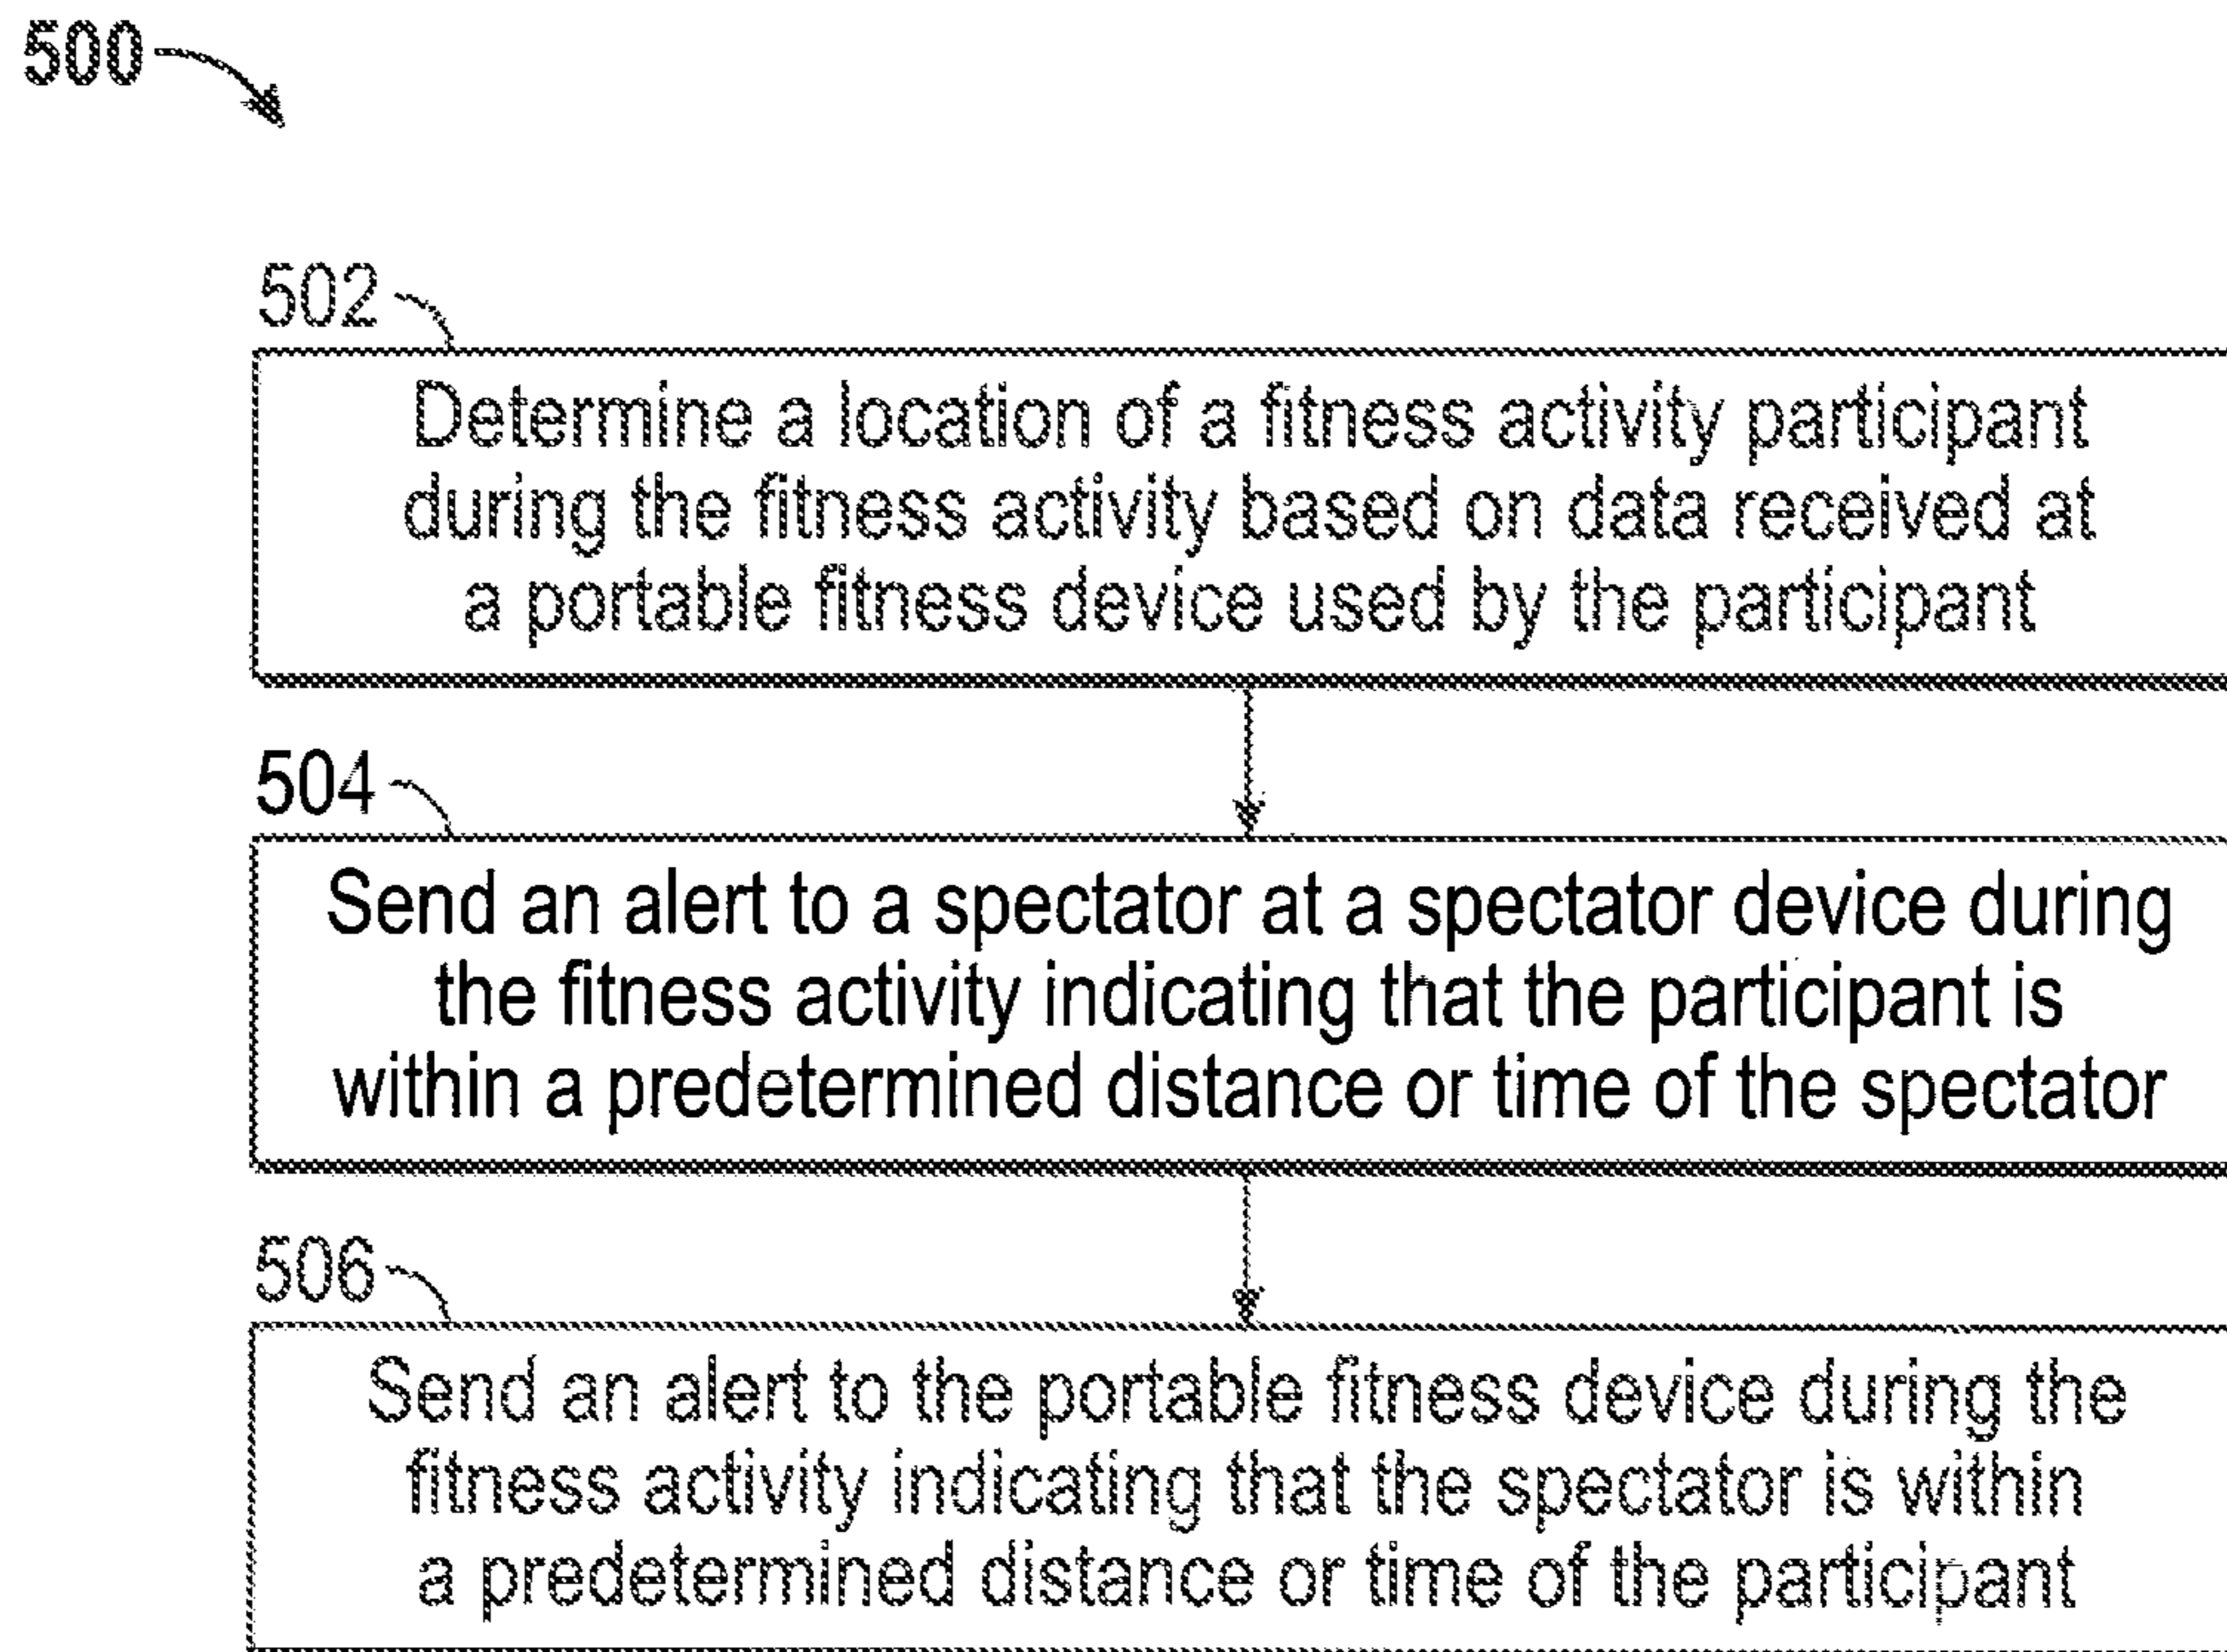 500
502
Determine a location of a fitness activity participant
during the fitness activity based on data received at
a portable fitness device used by the participant
504
Send an alert to a spectator at a spectator device during
the fitness activity indicating that the participant is
within a predetermined distance or time of the spectator
506
Send an alert to the portable fitness device during the
fitness activity indicating that the spectator is within
a predetermined distance or time of the participant